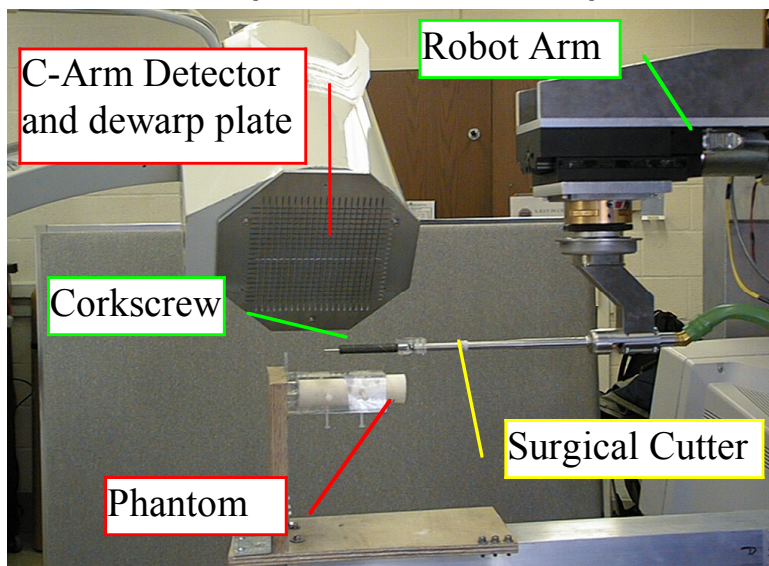 C-Arm Detector
and dewarp plate
Robot Arm
Corkscrew
Surgical Cutter
Phantom